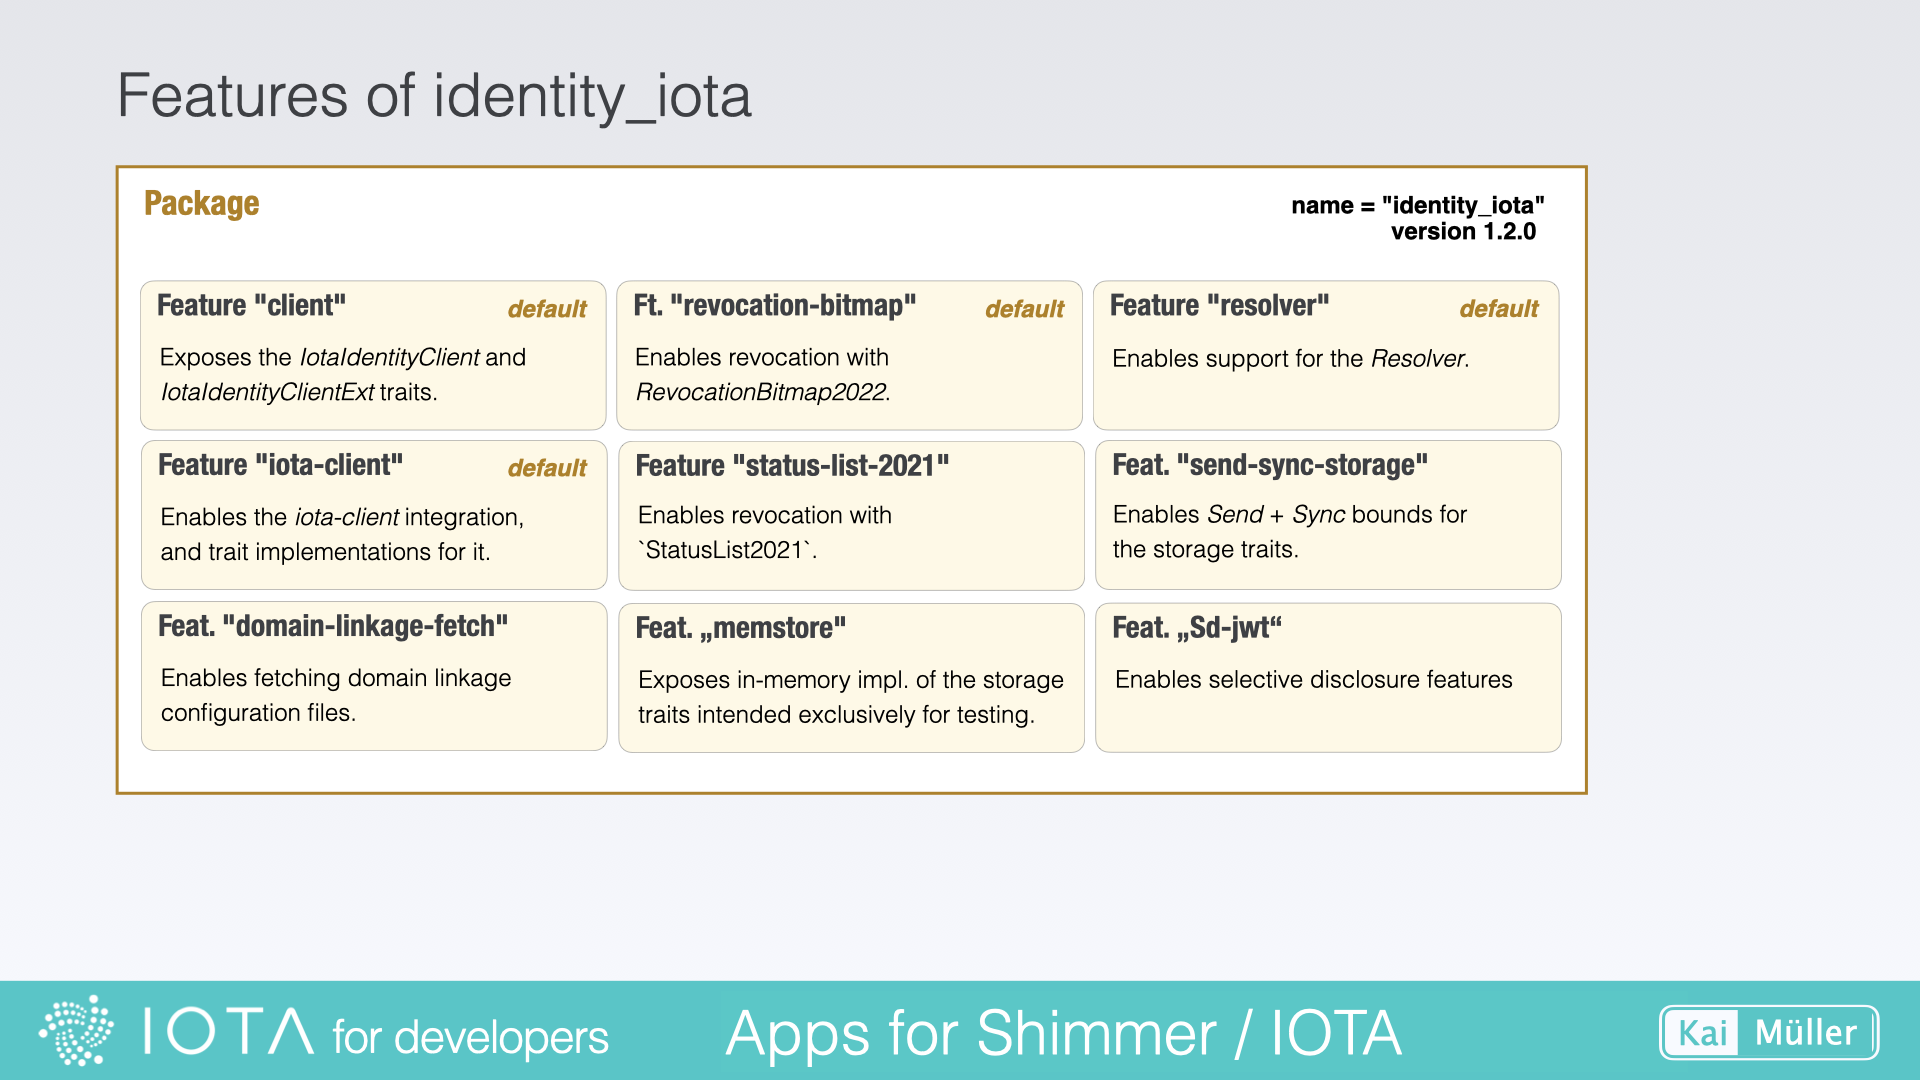 Features of identity_iota
Package
name = "identity_iota"
version 1.2.0
Feature "client"
default
Exposes the IotaIdentityClient and
IotaIdentityClientExt traits.
Ft. "revocation-bitmap"
default
Enables revocation with
RevocationBitmap2022.
Feature "resolver"
default
Enables support for the Resolver.
Feature "iota-client"
default
Enables the iota-client integration,
and trait implementations for it.
Feature "status-list-2021"
Enables revocation with
`StatusList2021`.
Feat. "send-sync-storage"
Enables Send + Sync bounds for
the storage traits.
Feat. "domain-linkage-fetch"
Enables fetching domain linkage
configuration files.
Feat. „memstore"
Exposes in-memory impl. of the storage
traits intended exclusively for testing.
Feat. „Sd-jwt“
Enables selective disclosure features
IOTA for developers
Apps for Shimmer / IOTA
Kai Müller